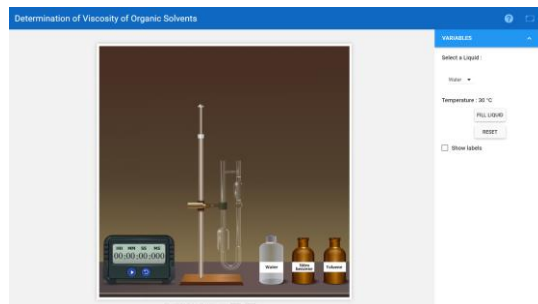 Determination of Viscosity of Organic Solvents
VARIABLES
Select a Liquid :
Water
Temperature : 30 °C
FILL LIQUID
RESET
Show labels
HH MM SS MS
00:00:00:000
Water
Nitro
Toluene